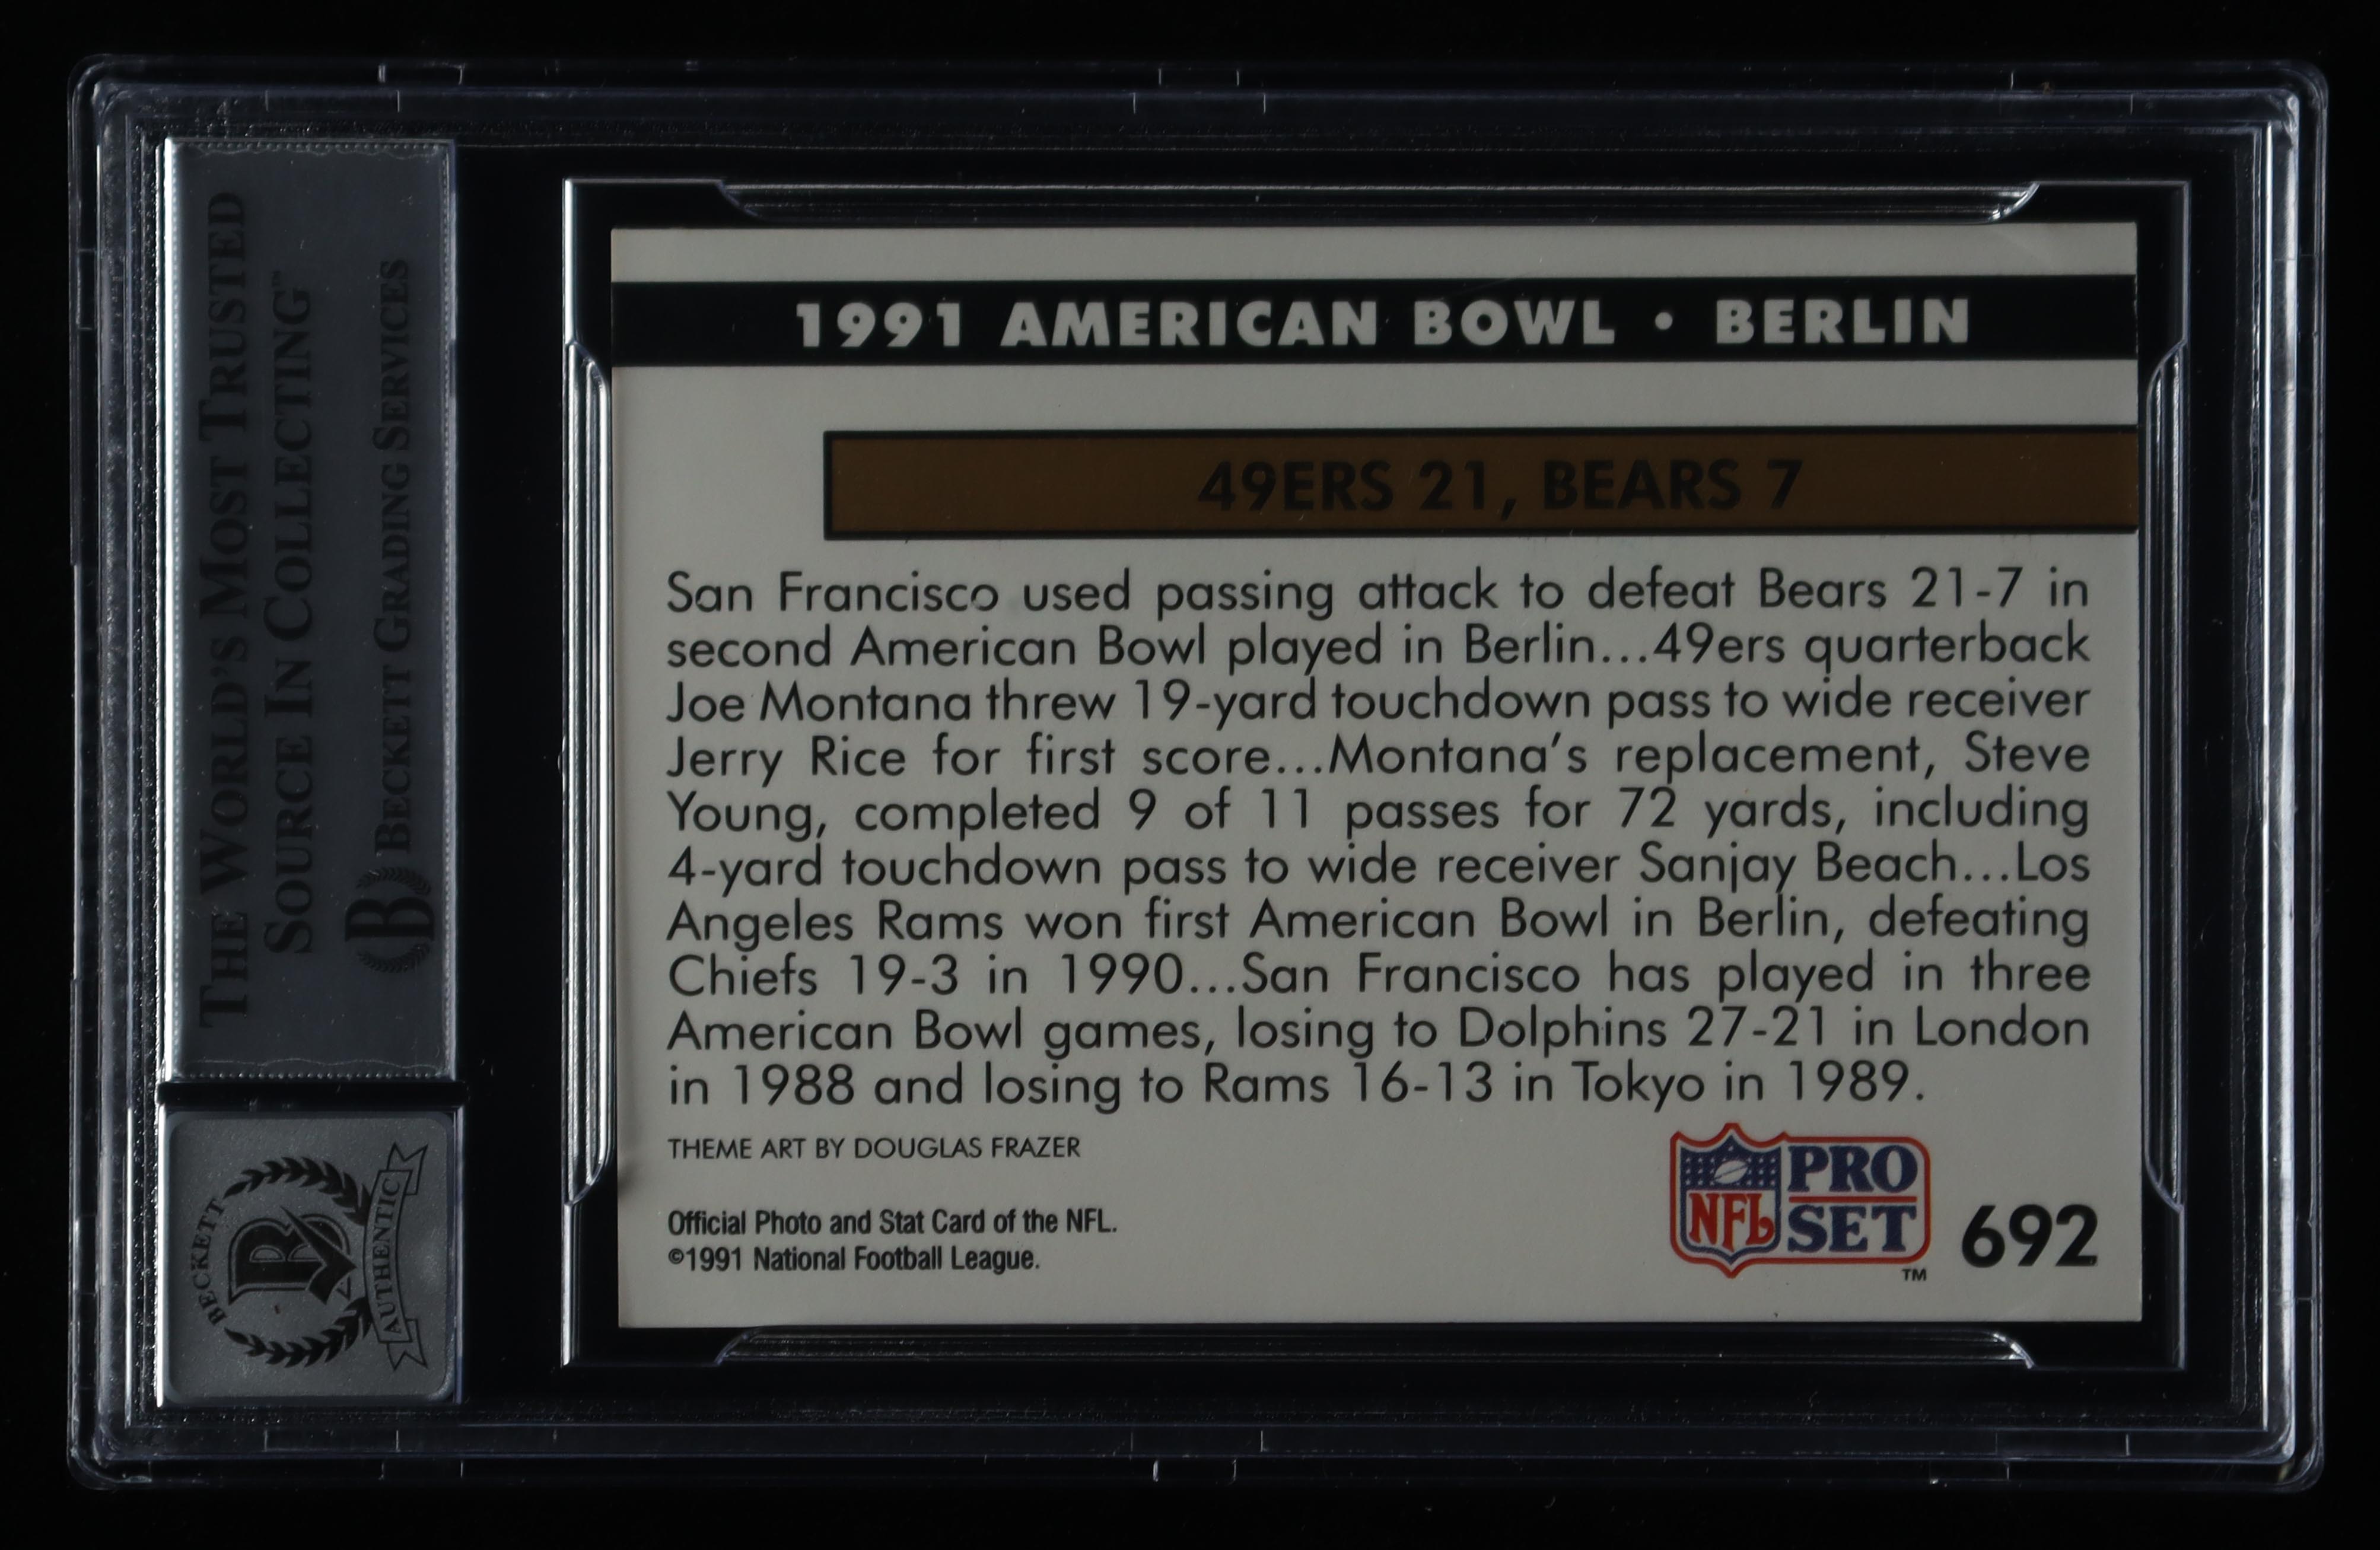 THE WORLD'S MOST TRUSTED
SOURCE IN COLLECTING™
BECKETT GRADING SERVICES
BECKETT
AUTHENTIC
1991 AMERICAN BOWL • BERLIN
49ERS 21, BEARS 7
San Francisco used passing attack to defeat Bears 21-7 in
second American Bowl played in Berlin...49ers quarterback
Joe Montana threw 19-yard touchdown pass to wide receiver
Jerry Rice for first score...Montana's replacement, Steve
Young, completed 9 of 11 passes for 72 yards, including
4-yard touchdown pass to wide receiver Sanjay Beach...Los
Angeles Rams won first American Bowl in Berlin, defeating
Chiefs 19-3 in 1990...San Francisco has played in three
American Bowl games, losing to Dolphins 27-21 in London
in 1988 and losing to Rams 16-13 in Tokyo in 1989.
THEME ART BY DOUGLAS FRAZER
Official Photo and Stat Card of the NFL.
©1991 National Football League.
NFL PRO SET TM
692